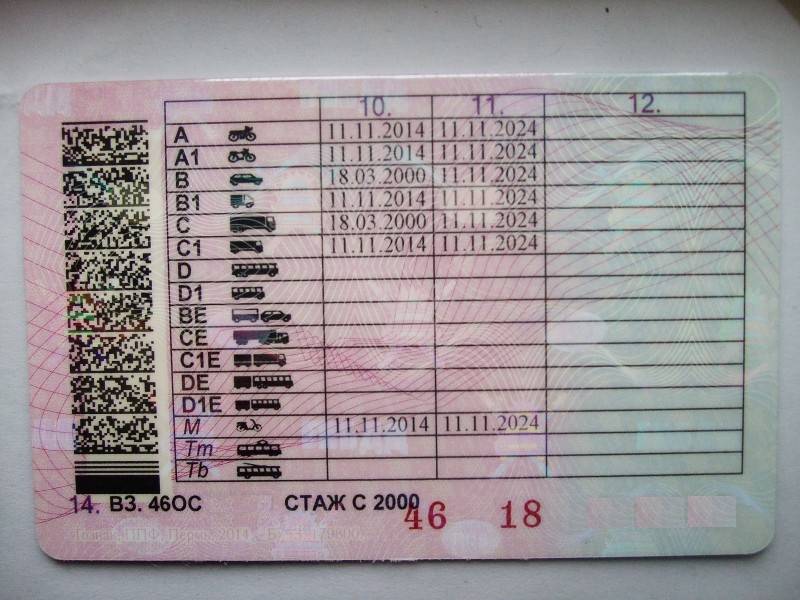 10. 11. 12.
A 11.11.2014 11.11.2024
A1 11.11.2014 11.11.2024
B 18.03.2000 11.11.2024
B1 11.11.2014 11.11.2024
C 18.03.2000 11.11.2024
C1 11.11.2014 11.11.2024
D
D1
BE
CE
C1E
DE
D1E
M 11.11.2014 11.11.2024
Tm
Tb
14. ВЗ. 46ОС СТАЖ С 2000
46 18
ППФ, Пермь, 2014